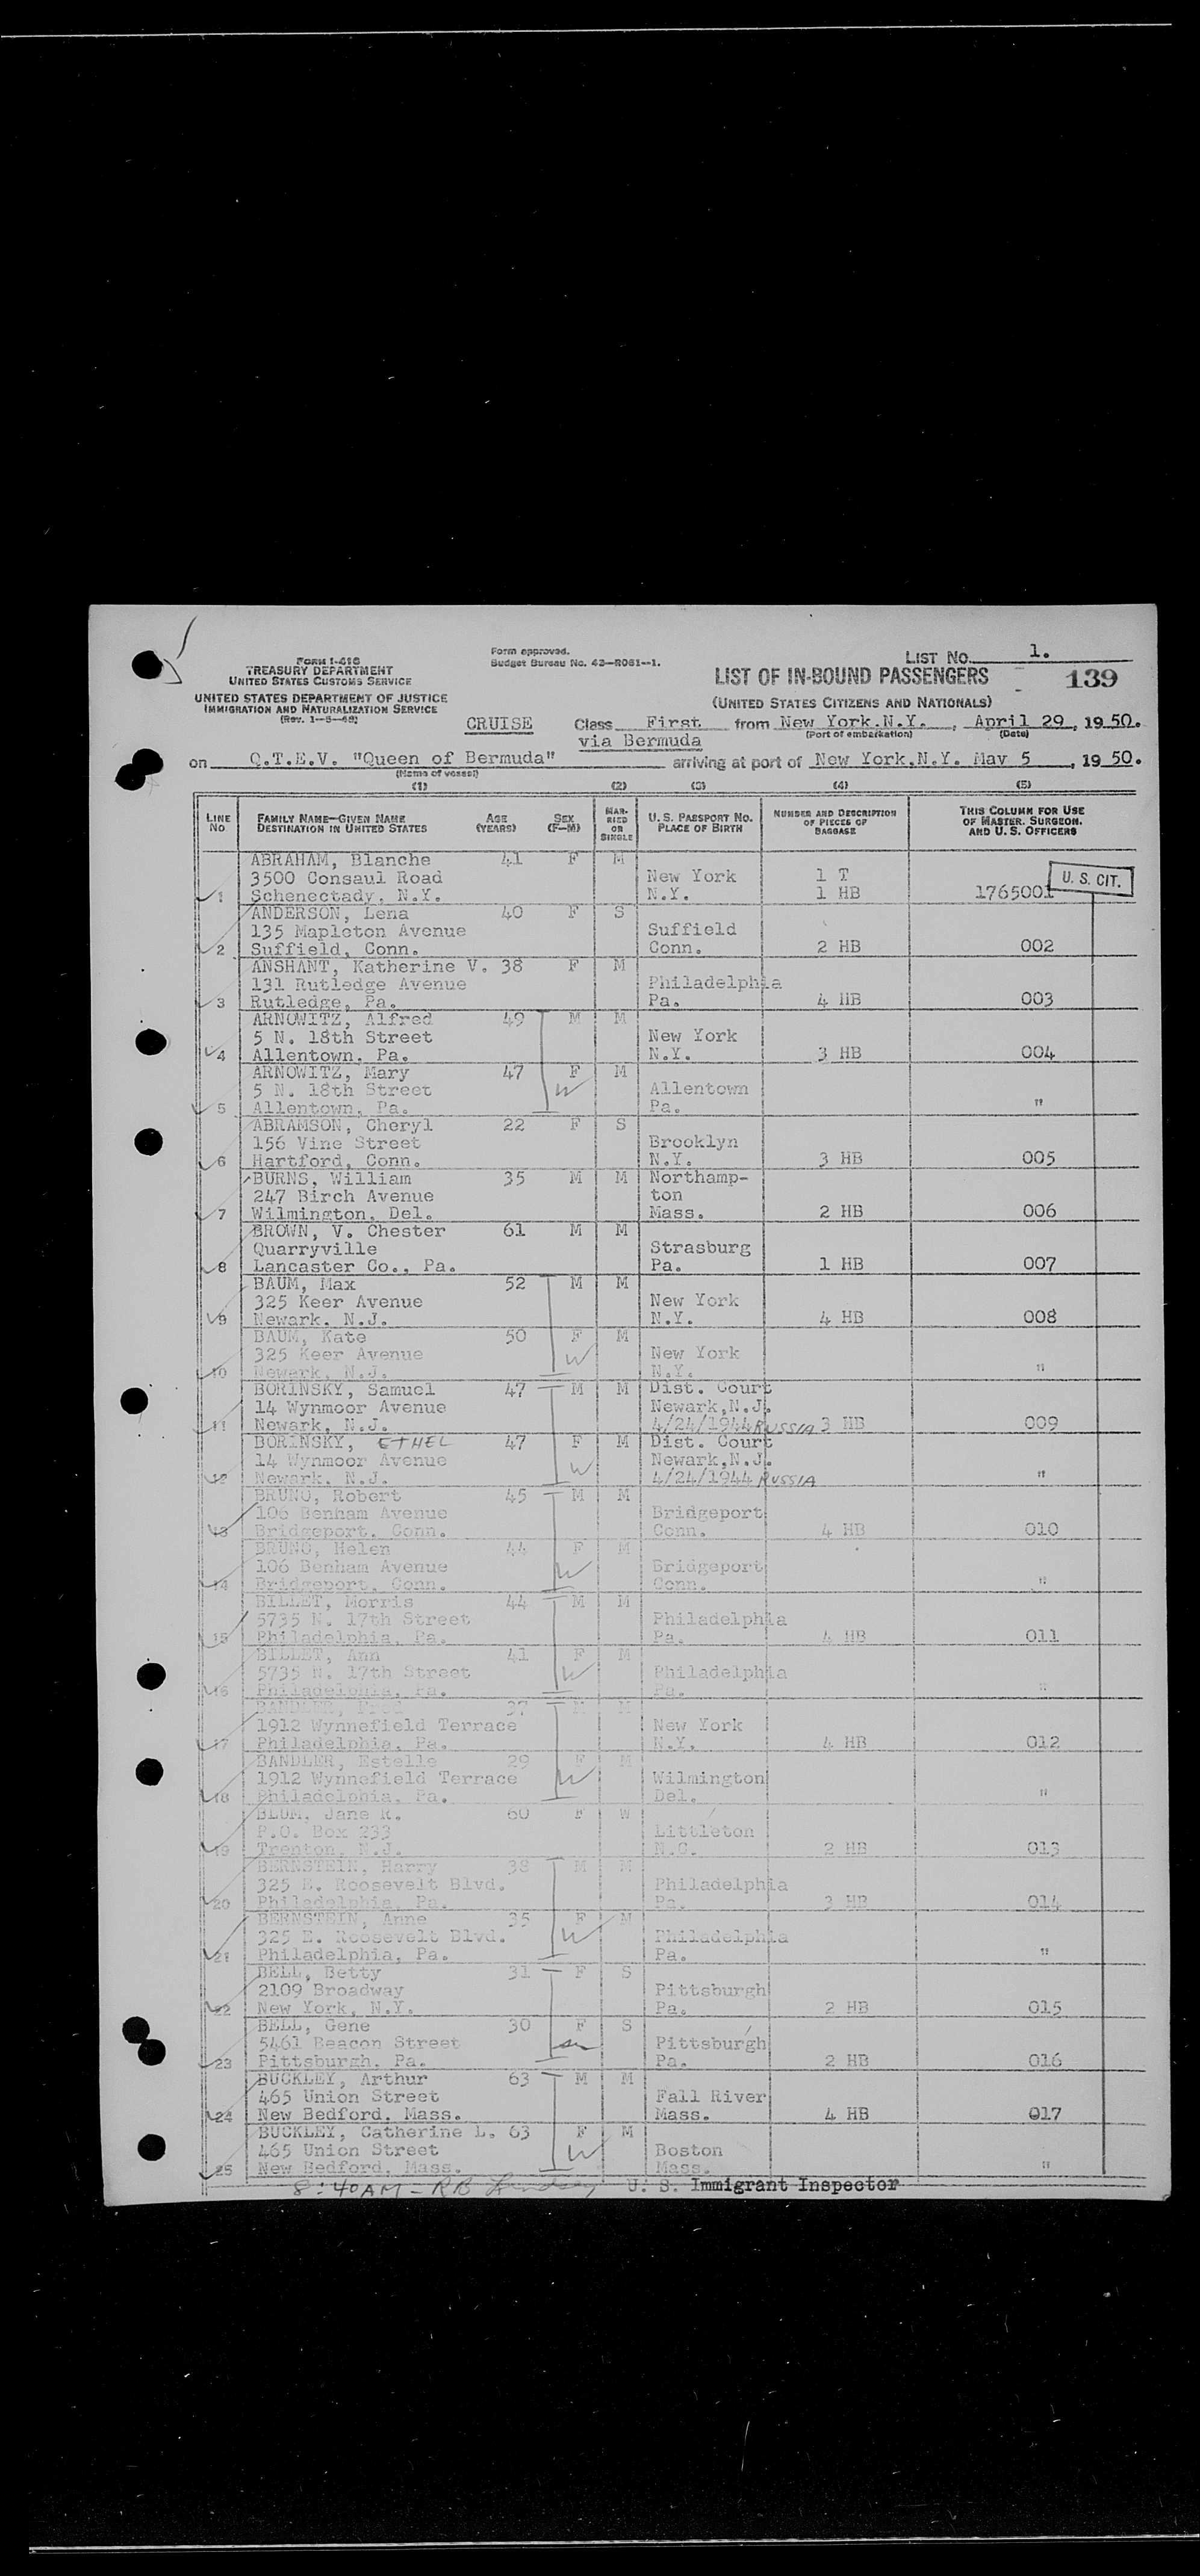 Form I-418
TREASURY DEPARTMENT
UNITED STATES CUSTOMS SERVICE
UNITED STATES DEPARTMENT OF JUSTICE
IMMIGRATION AND NATURALIZATION SERVICE
(Rev. 1-5-48)
Form approved.
Budget Bureau No. 43—R081—1.
LIST NO. 1.
LIST OF IN-BOUND PASSENGERS 139
(UNITED STATES CITIZENS AND NATIONALS)
CRUISE Class First from New York.N.Y. , April 29, 1950.
via Bermuda (Port of embarkation) (Date)
on Q.T.E.V. "Queen of Bermuda" arriving at port of New York.N.Y. May 5 , 1950.
(Name of vessel)
(1) (2) (3) (4) (5)
LINE NO. FAMILY NAME—GIVEN NAME DESTINATION IN UNITED STATES AGE (YEARS) SEX (F-M) MARRIED OR SINGLE U. S. PASSPORT NO. PLACE OF BIRTH NUMBER AND DESCRIPTION OF PIECES OF BAGGAGE THIS COLUMN FOR USE OF MASTER, SURGEON, AND U. S. OFFICERS
ABRAHAM, Blanche 41 F M
3500 Consaul Road New York 1 T U. S. CIT.
1 Schenectady, N.Y. N.Y. 1 HB 1765001
ANDERSON, Lena 40 F S
135 Mapleton Avenue Suffield
2 Suffield, Conn. Conn. 2 HB 002
ANSHANT, Katherine V. 38 F M
131 Rutledge Avenue Philadelphia
3 Rutledge, Pa. Pa. 4 HB 003
ARNOWITZ, Alfred 49 M M
5 N. 18th Street New York
4 Allentown, Pa. N.Y. 3 HB 004
ARNOWITZ, Mary 47 F M
5 N. 18th Street W Allentown
5 Allentown, Pa. Pa. "
ABRAMSON, Cheryl 22 F S
156 Vine Street Brooklyn
6 Hartford, Conn. N.Y. 3 HB 005
BURNS, William 35 M M Northamp-
247 Birch Avenue ton
7 Wilmington, Del. Mass. 2 HB 006
BROWN, V. Chester 61 M M
Quarryville Strasburg
8 Lancaster Co., Pa. Pa. 1 HB 007
BAUM, Max 52 M M
325 Keer Avenue New York
9 Newark, N.J. N.Y. 4 HB 008
BAUM, Kate 50 F M
325 Keer Avenue W New York
10 Newark, N.J. N.Y. "
BORINSKY, Samuel 47 M M Dist. Court
14 Wynmoor Avenue Newark,N.J.
11 Newark, N.J. 4/24/1944 RUSSIA 3 HB 009
BORINSKY, ETHEL 47 F M Dist. Court
14 Wynmoor Avenue W Newark,N.J.
12 Newark, N.J. 4/24/1944 RUSSIA "
BRUNO, Robert 45 M M
106 Benham Avenue Bridgeport
13 Bridgeport, Conn. Conn. 4 HB 010
BRUNO, Helen 44 F M
106 Benham Avenue W Bridgeport
14 Bridgeport, Conn. Conn. "
BILLET, Morris 44 M M
5735 N. 17th Street Philadelphia
15 Philadelphia, Pa. Pa. 4 HB 011
BILLET, Ann 41 F M
5735 N. 17th Street W Philadelphia
16 Philadelphia, Pa. Pa. "
BANDLER, Fred 37 M M
1912 Wynnefield Terrace New York
17 Philadelphia, Pa. N.Y. 4 HB 012
BANDLER, Estelle 29 F M
1912 Wynnefield Terrace W Wilmington
18 Philadelphia, Pa. Del. "
BLUM, Jane R. 60 F W
P.O. Box 233 Littleton
19 Trenton, N.J. N.C. 2 HB 013
BERNSTEIN, Harry 38 M M
325 E. Roosevelt Blvd. Philadelphia
20 Philadelphia, Pa. Pa. 3 HB 014
BERNSTEIN, Anne 35 F M
325 E. Roosevelt Blvd. W Philadelphia
21 Philadelphia, Pa. Pa. "
BELL, Betty 31 F S
2109 Broadway Pittsburgh
22 New York, N.Y. Pa. 2 HB 015
BELL, Gene 30 F S
5461 Beacon Street Pittsburgh
23 Pittsburgh, Pa. Pa. 2 HB 016
BUCKLEY, Arthur 63 M M
465 Union Street Fall River
24 New Bedford, Mass. Mass. 4 HB 017
BUCKLEY, Catherine L. 63 F M
465 Union Street W Boston
25 New Bedford, Mass. Mass. "
8:40AM - RB U. S. Immigrant Inspector